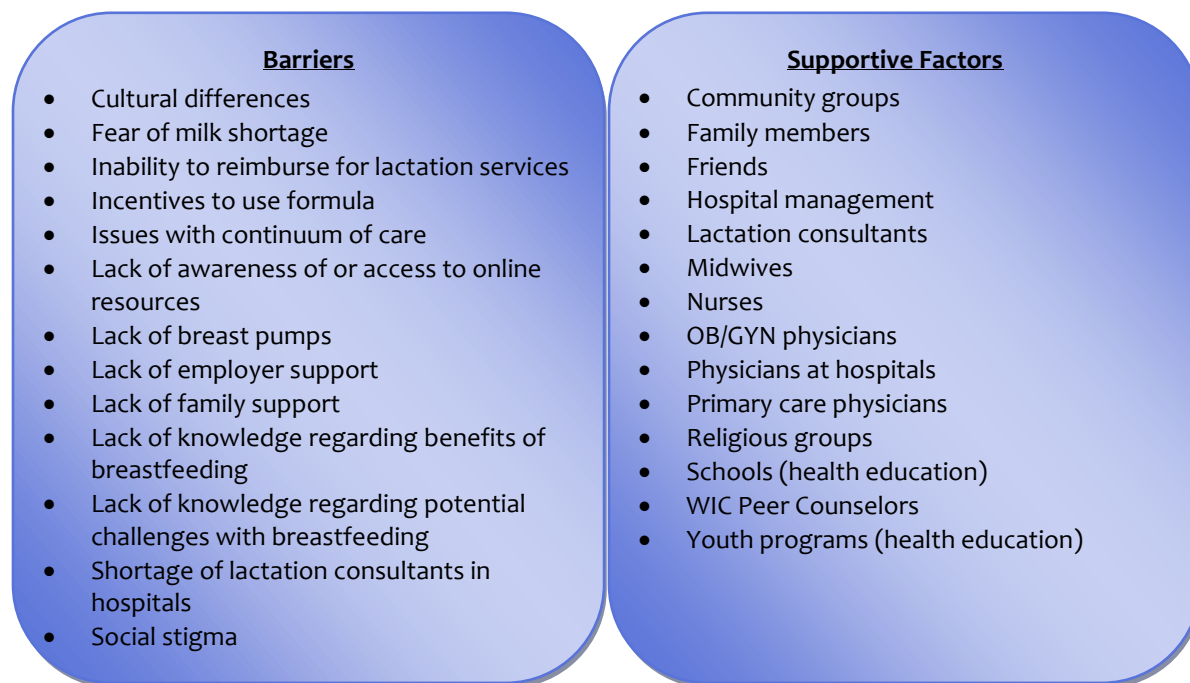 Barriers
• Cultural differences
• Fear of milk shortage
• Inability to reimburse for lactation services
• Incentives to use formula
• Issues with continuum of care
• Lack of awareness of or access to online
resources
• Lack of breast pumps
• Lack of employer support
• Lack of family support
• Lack of knowledge regarding benefits of
breastfeeding
• Lack of knowledge regarding potential
challenges with breastfeeding
• Shortage of lactation consultants in
hospitals
• Social stigma
Supportive Factors
• Community groups
• Family members
• Friends
• Hospital management
• Lactation consultants
• Midwives
• Nurses
• OB/GYN physicians
• Physicians at hospitals
• Primary care physicians
• Religious groups
• Schools (health education)
• WIC Peer Counselors
• Youth programs (health education)